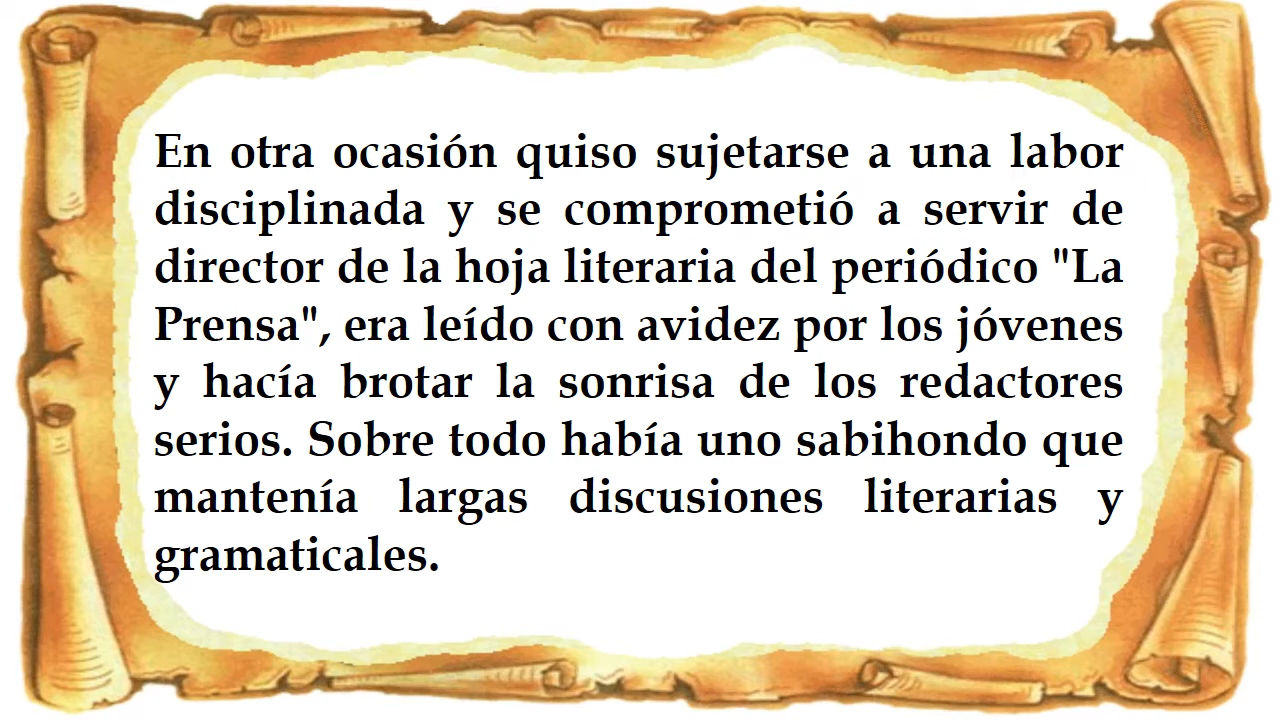 En otra ocasión quiso sujetarse a una labor
disciplinada y se comprometió a servir de
director de la hoja literaria del periódico "La
Prensa", era leído con avidez por los jóvenes
y hacía brotar la sonrisa de los redactores
serios. Sobre todo había uno sabihondo que
mantenía largas discusiones literarias y
gramaticales.